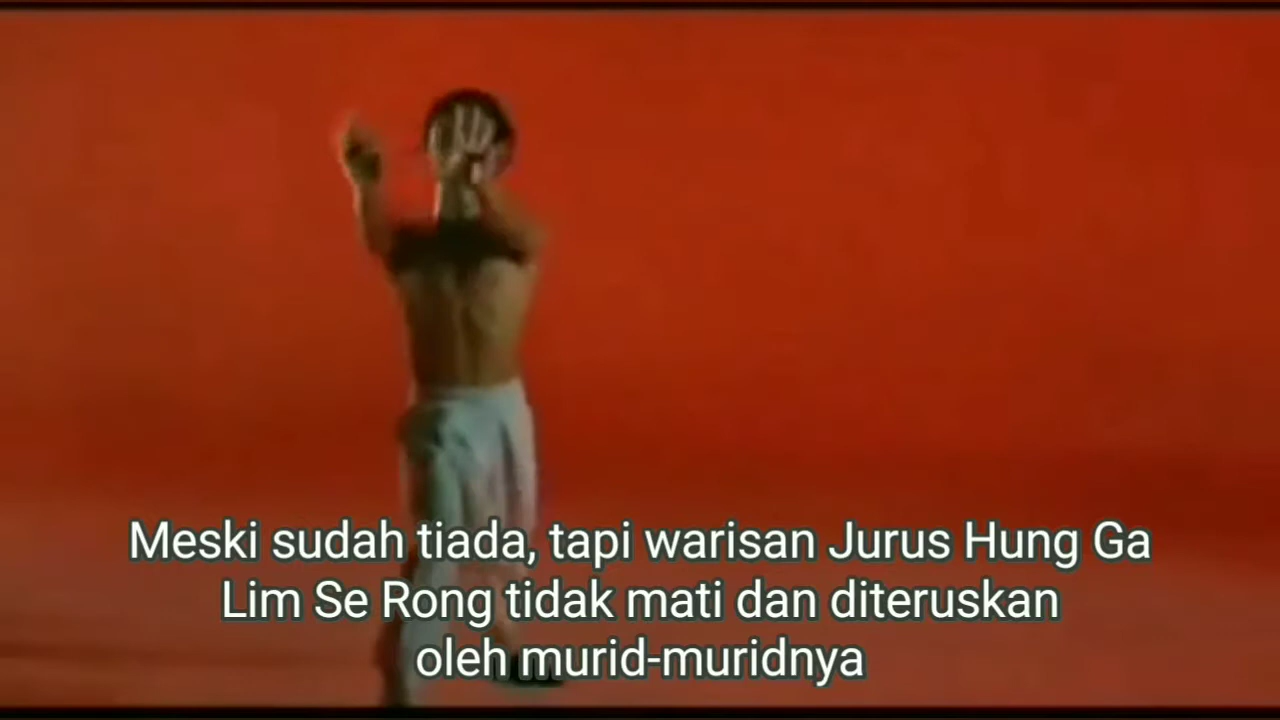 Meski sudah tiada, tapi warisan Jurus Hung Ga
Lim Se Rong tidak mati dan diteruskan
oleh murid-muridnya